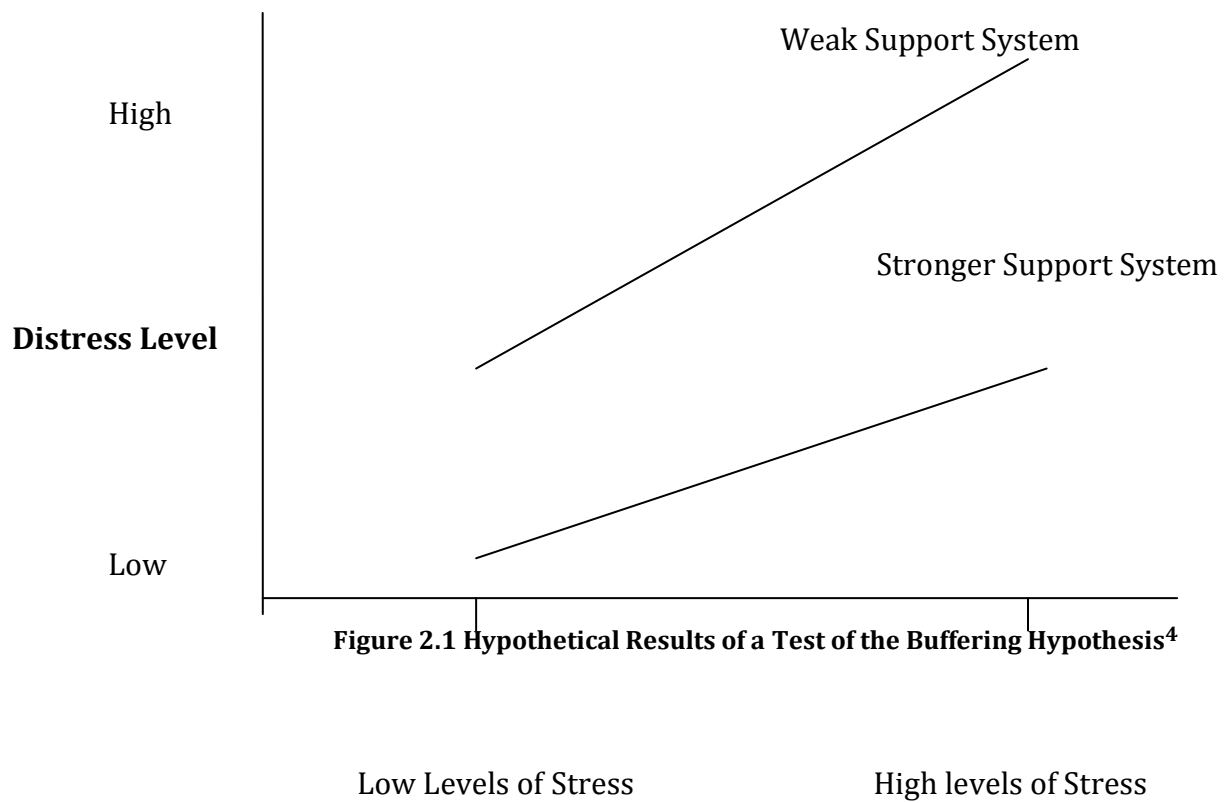 Weak Support System
High
Stronger Support System
Distress Level
Low
Figure 2.1 Hypothetical Results of a Test of the Buffering Hypothesis4
Low Levels of Stress High levels of Stress